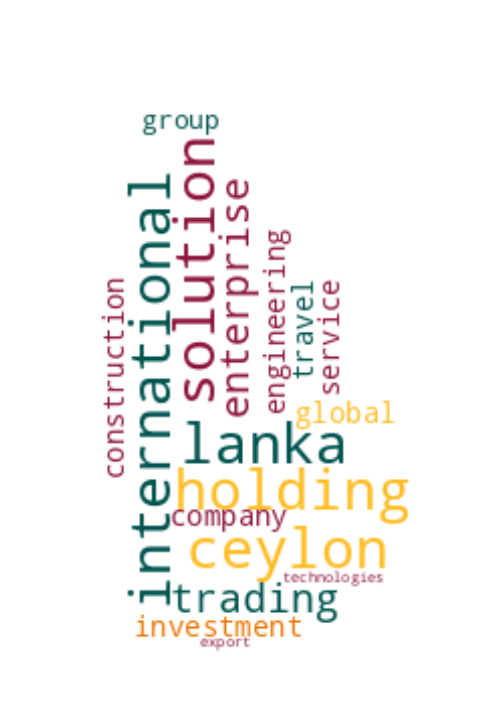 group
international
solution
enterprise
construction
engineering
travel
service
global
lanka
holding
company
ceylon
technologies
trading
investment
export